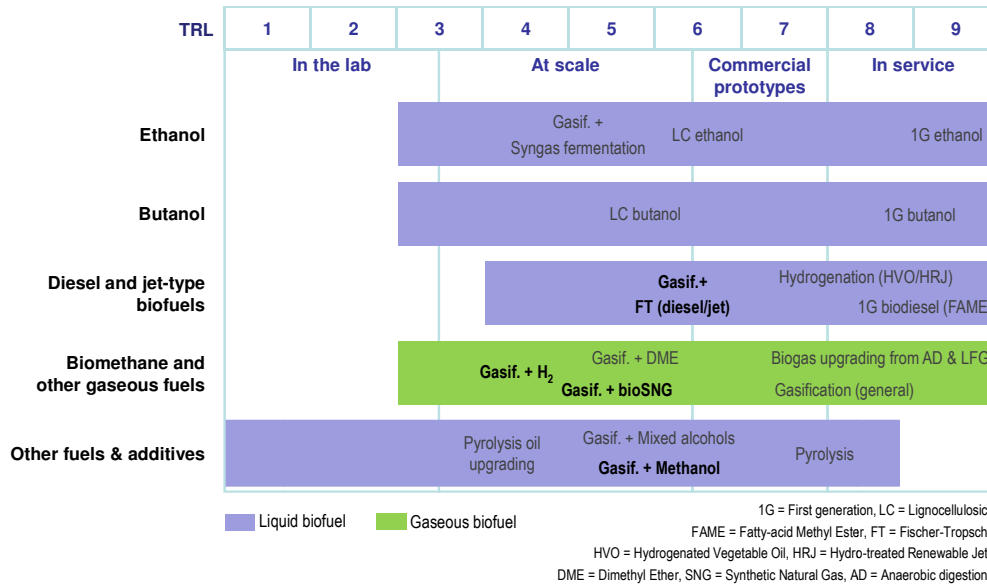 TRL 1 2 3 4 5 6 7 8 9
In the lab At scale Commercial In service
prototypes
Ethanol
Gasif. +
Syngas fermentation
LC ethanol
1G ethanol
Butanol
LC butanol
1G butanol
Diesel and jet-type
biofuels
Gasif.+
FT (diesel/jet)
Hydrogenation (HVO/HRJ)
1G biodiesel (FAME
Biomethane and
other gaseous fuels
Gasif. + H2
Gasif. + DME
Gasif. + bioSNG
Biogas upgrading from AD & LFG
Gasification (general)
Other fuels & additives
Pyrolysis oil
upgrading
Gasif. + Mixed alcohols
Gasif. + Methanol
Pyrolysis
Liquid biofuel
Gaseous biofuel
1G = First generation, LC = Lignocellulosic
FAME = Fatty-acid Methyl Ester, FT = Fischer-Tropsch
HVO = Hydrogenated Vegetable Oil, HRJ = Hydro-treated Renewable Jet
DME = Dimethyl Ether, SNG = Synthetic Natural Gas, AD = Anaerobic digestion